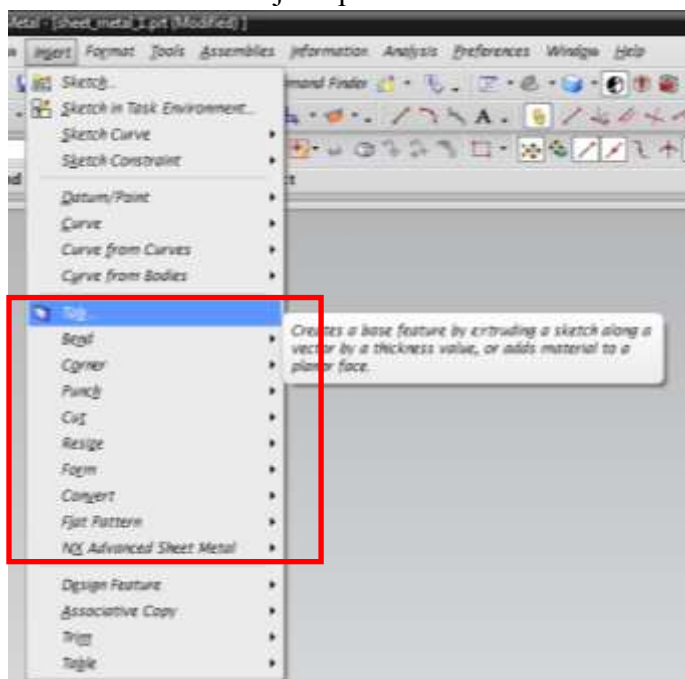 Metal - [sheet_metal_1.prt (Modified)]
Insert Format Tools Assemblies Information Analysis Preferences Window Help
Sketch...
mmand Finder
Sketch in Task Environment...
Sketch Curve
Sketch Constraint
Datum/Point
Curve
Curve from Curves
Curve from Bodies
Tab...
Creates a base feature by extruding a sketch along a
vector by a thickness value, or adds material to a
planar face.
Bend
Corner
Punch
Cut
Resize
Form
Convert
Flat Pattern
NX Advanced Sheet Metal
Design Feature
Associative Copy
Trim
Table